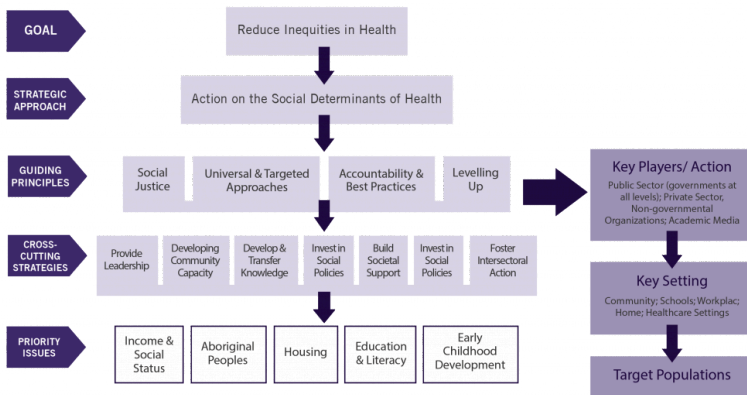 GOAL
Reduce Inequities in Health
STRATEGIC
APPROACH
Action on the Social Determinants of Health
GUIDING
PRINCIPLES
Social
Justice
Universal & Targeted
Approaches
Accountability &
Best Practices
Levelling
Up
CROSS-
CUTTING
STRATEGIES
Provide
Leadership
Developing
Community
Capacity
Develop &
Transfer
Knowledge
Invest in
Social
Policies
Build
Societal
Support
Invest in
Social
Policies
Foster
Intersectoral
Action
PRIORITY
ISSUES
Income &
Social
Status
Aboriginal
Peoples
Housing
Education
& Literacy
Early
Childhood
Development
Key Players/ Action
Public Sector (governments at
all levels); Private Sector,
Non-governmental
Organizations; Academic Media
Key Setting
Community; Schools; Workplac;
Home; Healthcare Settings
Target Populations